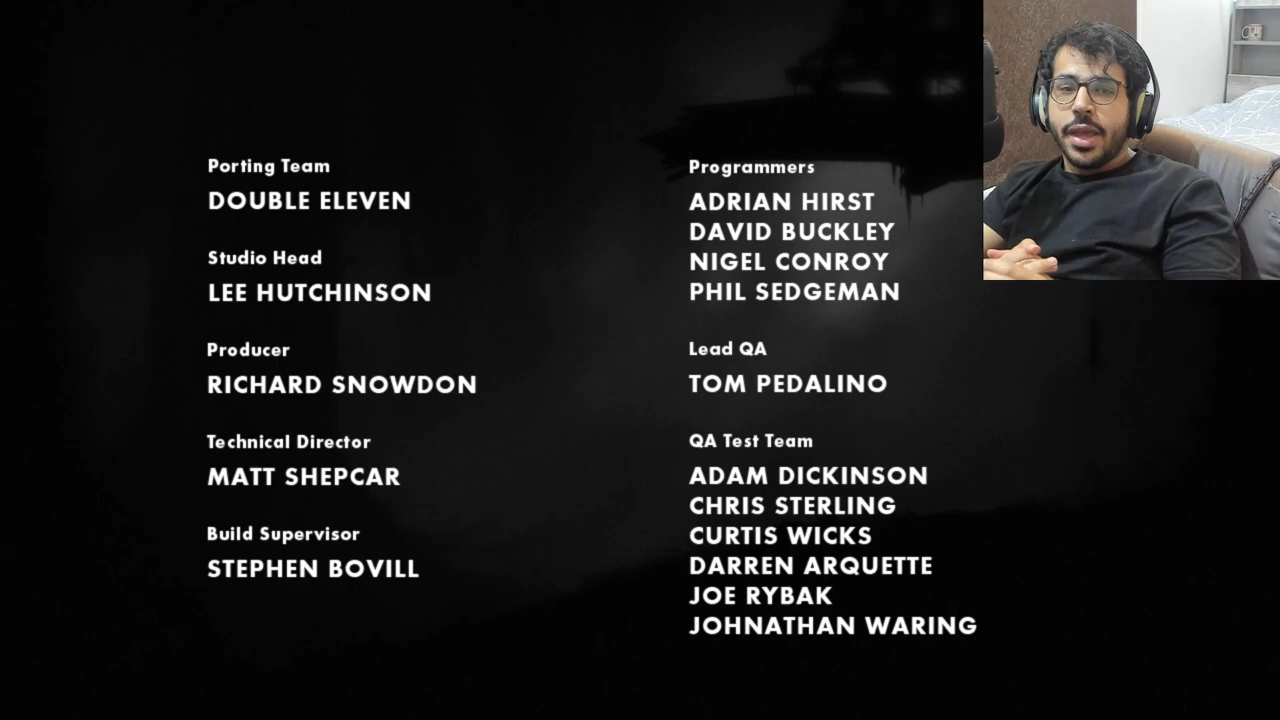 Porting Team
DOUBLE ELEVEN
Studio Head
LEE HUTCHINSON
Producer
RICHARD SNOWDON
Technical Director
MATT SHEPCAR
Build Supervisor
STEPHEN BOVILL
Programmers
ADRIAN HIRST
DAVID BUCKLEY
NIGEL CONROY
PHIL SEDGEMAN
Lead QA
TOM PEDALINO
QA Test Team
ADAM DICKINSON
CHRIS STERLING
CURTIS WICKS
DARREN ARQUETTE
JOE RYBAK
JOHNATHAN WARING